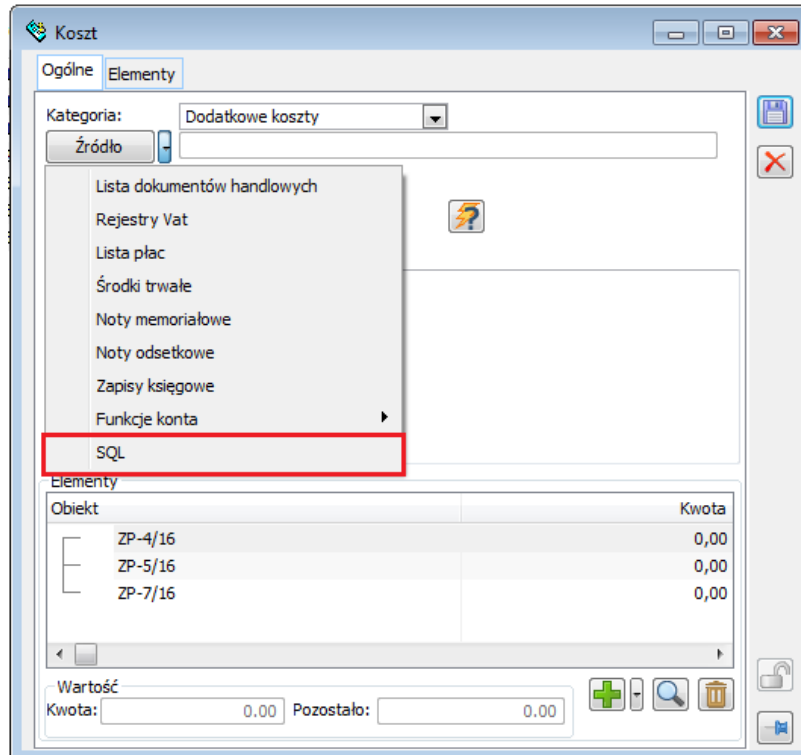 Koszt
Ogólne Elementy
Kategoria: Dodatkowe koszty
Źródło
Lista dokumentów handlowych
Rejestry Vat
Lista płac
Środki trwałe
Noty memoriałowe
Noty odsetkowe
Zapisy księgowe
Funkcje konta
SQL
Elementy
Obiekt Kwota
ZP-4/16 0,00
ZP-5/16 0,00
ZP-7/16 0,00
Wartość
Kwota: 0.00 Pozostało: 0.00